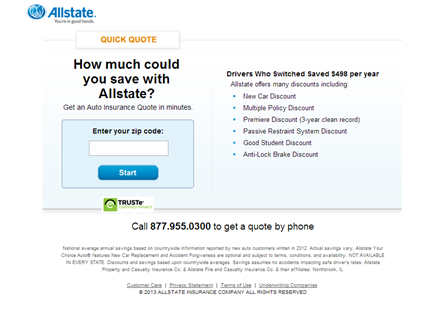 Allstate.
You're in good hands.
QUICK QUOTE
How much could
you save with
Allstate?
Get an Auto Insurance Quote in minutes.
Enter your zip code:
Start
Drivers Who Switched Saved $498 per year
Allstate offers many discounts including:
• New Car Discount
• Multiple Policy Discount
• Premiere Discount (3-year clean record)
• Passive Restraint System Discount
• Good Student Discount
• Anti-Lock Brake Discount
TRUSTe
CERTIFIED PRIVACY
Call 877.955.0300 to get a quote by phone
National average annual savings based on countrywide information reported by new auto customers written in 2012. Actual savings vary. Allstate Your
Choice Auto® features New Car Replacement and Accident Forgiveness are optional and subject to terms, conditions, and availability. NOT AVAILABLE
IN EVERY STATE. Discounts and savings based upon countrywide averages. Savings assumes no accidents impacting safe driver's rates. Allstate
Property and Casualty Insurance Co. & Allstate Fire and Casualty Insurance Co. & their affiliates. Northbrook, IL
Customer Care | Privacy Statement | Terms of Use | Underwriting Companies
© 2013 ALLSTATE INSURANCE COMPANY ALL RIGHTS RESERVED